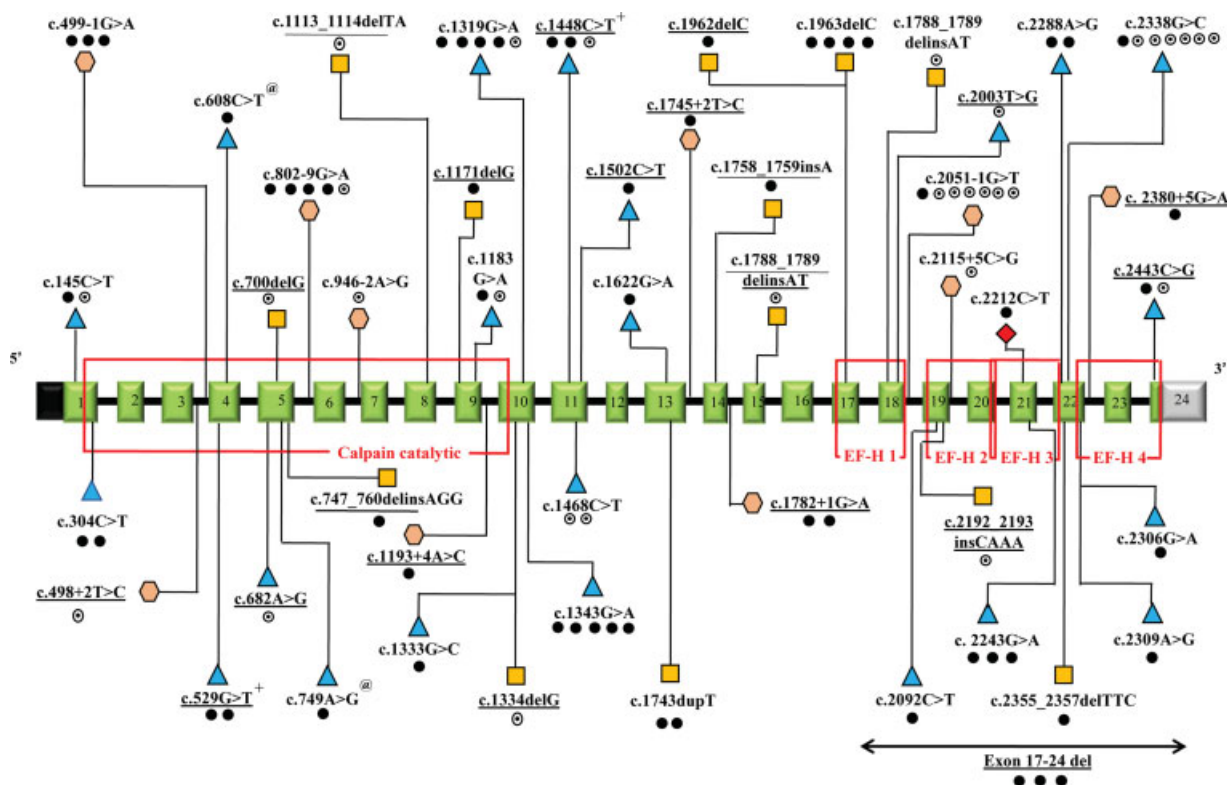 c.499-1G>A
c.1113_1114delTA
c.1319G>A
c.1448C>T+
c.1962delC
c.1963delC
c.1788_1789
delinsAT
c.2288A>G
c.2338G>C
c.608C>T@
c.802-9G>A
c.1171delG
c.1745+2T>C
c.1502C>T
c.1758_1759insA
c.2003T>G
c.2051-1G>T
c. 2380+5G>A
c.145C>T
c.700delG
c.946-2A>G
c.1183
G>A
c.1622G>A
c.1788_1789
delinsAT
c.2115+5C>G
c.2212C>T
c.2443C>G
5’
3’
1 2 3 4 5 6 7 8 9 10 11 12 13 14 15 16 17 18 19 20 21 22 23 24
Calpain catalytic
EF-H 1
EF-H 2
EF-H 3
EF-H 4
c.304C>T
c.498+2T>C
c.529G>T+
c.682A>G
c.749A>G@
c.747_760delinsAGG
c.1193+4A>C
c.1333G>C
c.1334delG
c.1468C>T
c.1343G>A
c.1743dupT
c.1782+1G>A
c.2192_2193
insCAAA
c.2092C>T
c. 2243G>A
c.2355_2357delTTC
c.2306G>A
c.2309A>G
Exon 17-24 del